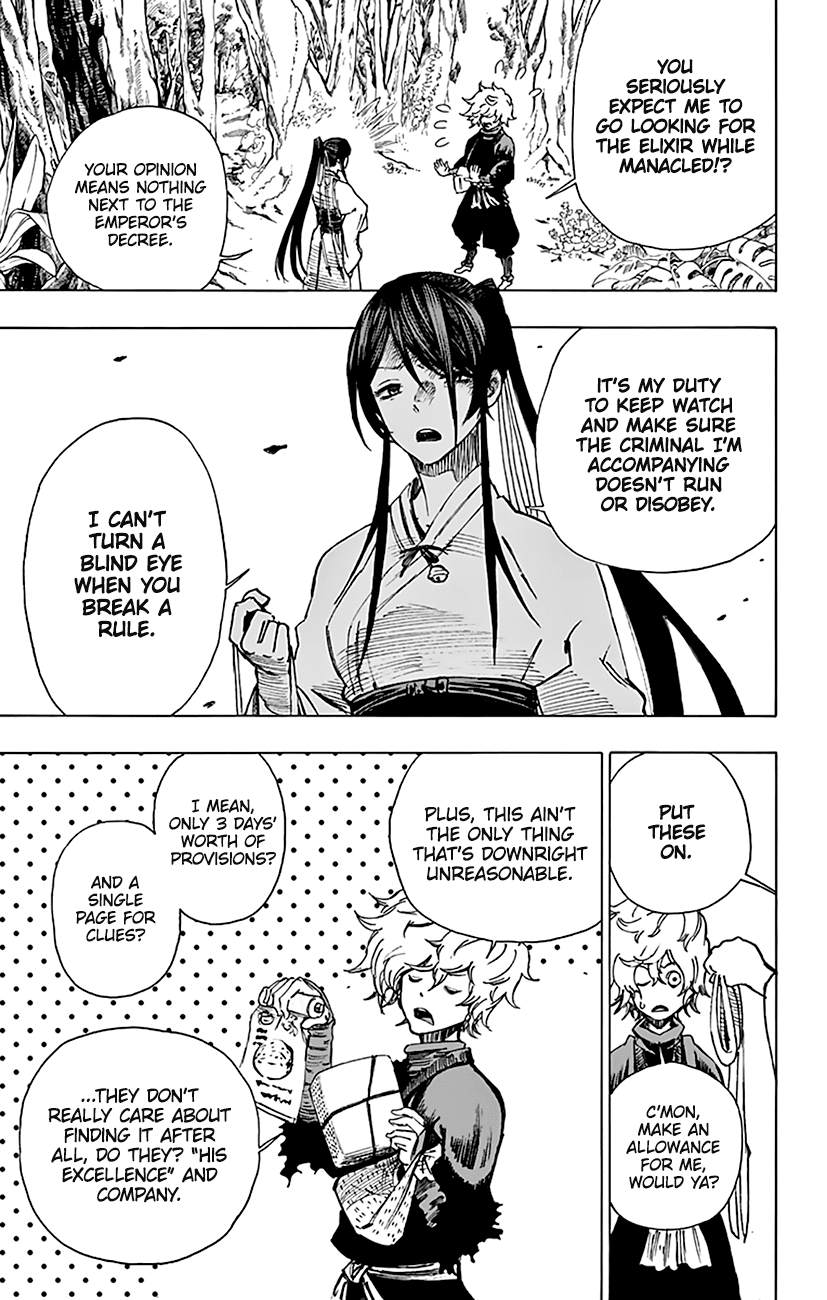 YOU
SERIOUSLY
EXPECT ME TO
GO LOOKING FOR
THE ELIXIR WHILE
MANACLED!?
YOUR OPINION
MEANS NOTHING
NEXT TO THE
EMPEROR'S
DECREE.
IT'S MY DUTY
TO KEEP WATCH
AND MAKE SURE
THE CRIMINAL I'M
ACCOMPANYING
DOESN'T RUN
OR DISOBEY.
I CAN'T
TURN A
BLIND EYE
WHEN YOU
BREAK A
RULE.
PUT
THESE
ON.
C'MON,
MAKE AN
ALLOWANCE
FOR ME,
WOULD YA?
PLUS, THIS AIN'T
THE ONLY THING
THAT'S DOWNRIGHT
UNREASONABLE.
I MEAN,
ONLY 3 DAYS'
WORTH OF
PROVISIONS?
AND A
SINGLE
PAGE FOR
CLUES?
...THEY DON'T
REALLY CARE ABOUT
FINDING IT AFTER
ALL, DO THEY? "HIS
EXCELLENCE" AND
COMPANY.